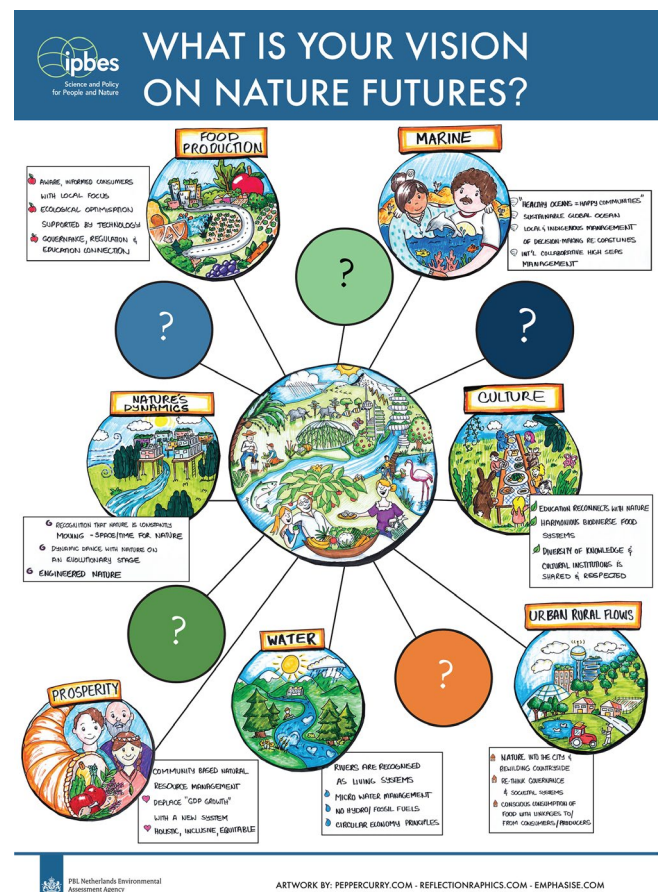 ipbes
Science and Policy
for People and Nature
WHAT IS YOUR VISION
ON NATURE FUTURES?
FOOD
PRODUCTION
AWARE, INFORMED CONSUMERS
WITH LOCAL FOCUS
ECOLOGICAL OPTIMISATION
SUPPORTED BY TECHNOLOGY
GOVERNANCE, REGULATION &
EDUCATION CONNECTION
MARINE
"HEALTHY OCEANS = HAPPY COMMUNITIES"
SUSTAINABLE GLOBAL OCEAN
LOCAL & INDIGENOUS MANAGEMENT
OF DECISION-MAKING RE: COASTLINES
INT'L COLLABORATIVE HIGH SEAS
MANAGEMENT
?
?
?
NATURE'S
DYNAMICS
RECOGNITION THAT NATURE IS CONSTANTLY
MOVING - SPACE/TIME FOR NATURE
DYNAMIC DANCE WITH NATURE ON
AN EVOLUTIONARY STAGE
ENGINEERED NATURE
CULTURE
EDUCATION RECONNECTS WITH NATURE
HARMONIOUS BIODIVERSE FOOD
SYSTEMS
DIVERSITY OF KNOWLEDGE &
CULTURAL INSTITUTIONS IS
SHARED & RESPECTED
?
?
PROSPERITY
COMMUNITY BASED NATURAL
RESOURCE MANAGEMENT
DEPLACE "GDP GROWTH"
WITH A NEW SYSTEM
HOLISTIC, INCLUSIVE, EQUITABLE
WATER
RIVERS ARE RECOGNISED
AS LIVING SYSTEMS
MICRO WATER MANAGEMENT
NO HYDRO/FOSSIL FUELS
CIRCULAR ECONOMY PRINCIPLES
URBAN RURAL FLOWS
NATURE INTO THE CITY &
REWILDING COUNTRYSIDE
RE-THINK GOVERNANCE
& SOCIETAL SYSTEMS
CONSCIOUS CONSUMPTION OF
FOOD WITH LINKAGES TO/
FROM CONSUMERS/PRODUCERS
PBL Netherlands Environmental
Assessment Agency
ARTWORK BY: PEPPERCURRY.COM - REFLECTIONRAPICS.COM - EMPHASISE.COM